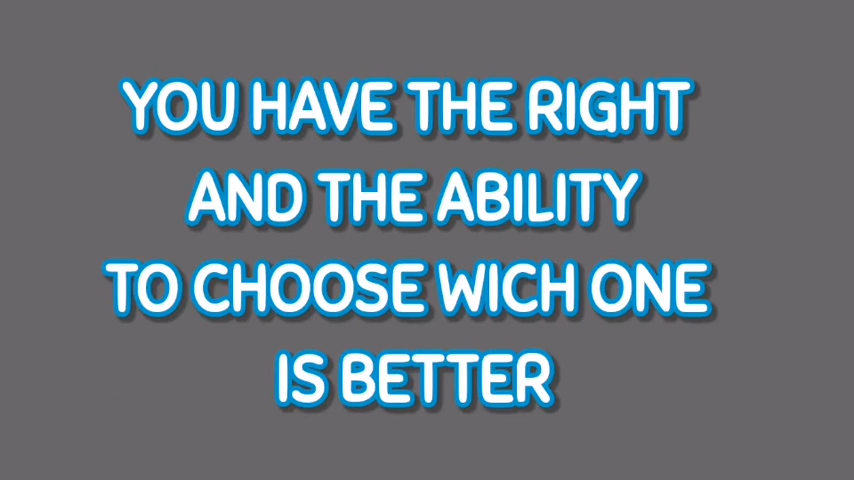 YOU HAVE THE RIGHT
AND THE ABILITY
TO CHOOSE WICH ONE
IS BETTER